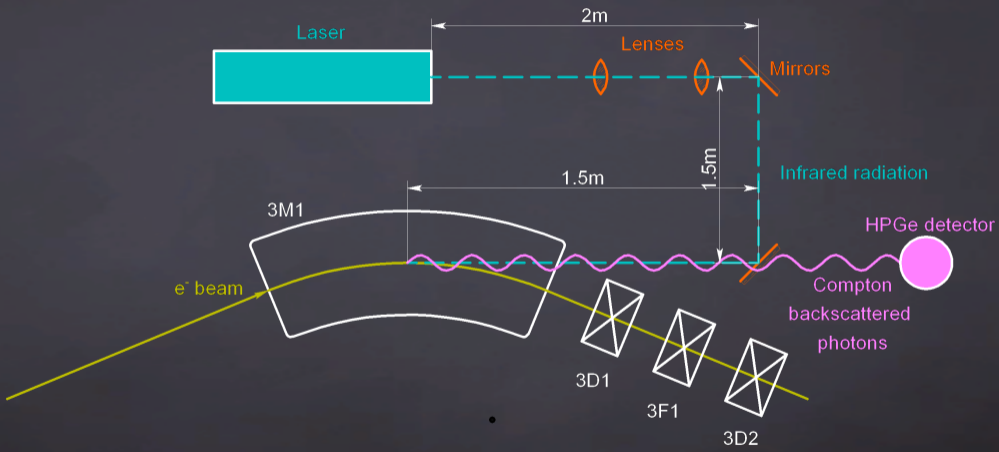 2m
Laser
Lenses
Mirrors
1.5m
1.5m
Infrared radiation
3M1
HPGe detector
e- beam
Compton
backscattered
photons
3D1
3F1
3D2